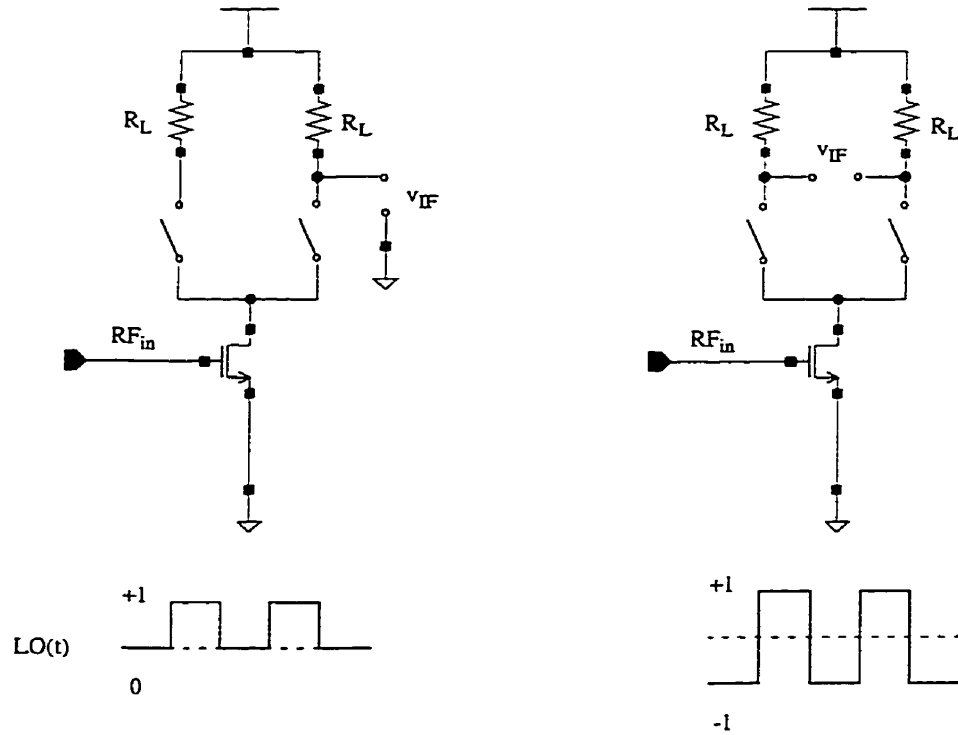 R_L
R_L
v_IF
RF_in
R_L
R_L
v_IF
RF_in
LO(t)
+1
0
+1
-1